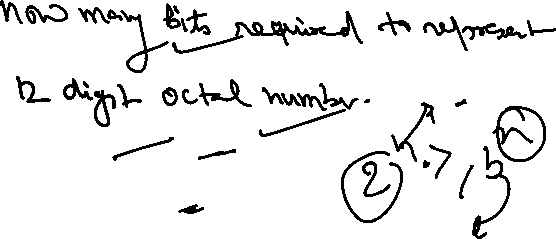 How many bits required to represent
12 digit octal number.
2^n > , b^n